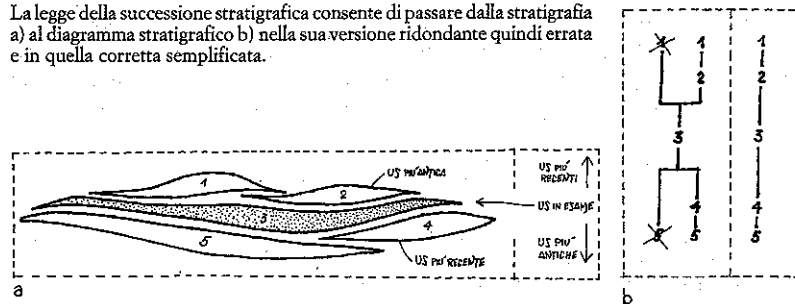 La legge della successione stratigrafica consente di passare dalla stratigrafia
a) al diagramma stratigrafico b) nella sua versione ridondante quindi errata
e in quella corretta semplificata.
1
US PIU' ANTICA
2
3
4
5
US PIU' RECENTE
US PIU'
RECENTI
US IN ESAME
US PIU'
ANTICHE
a
1 1 1
2 2
3 3
4 4
5 5 5
b